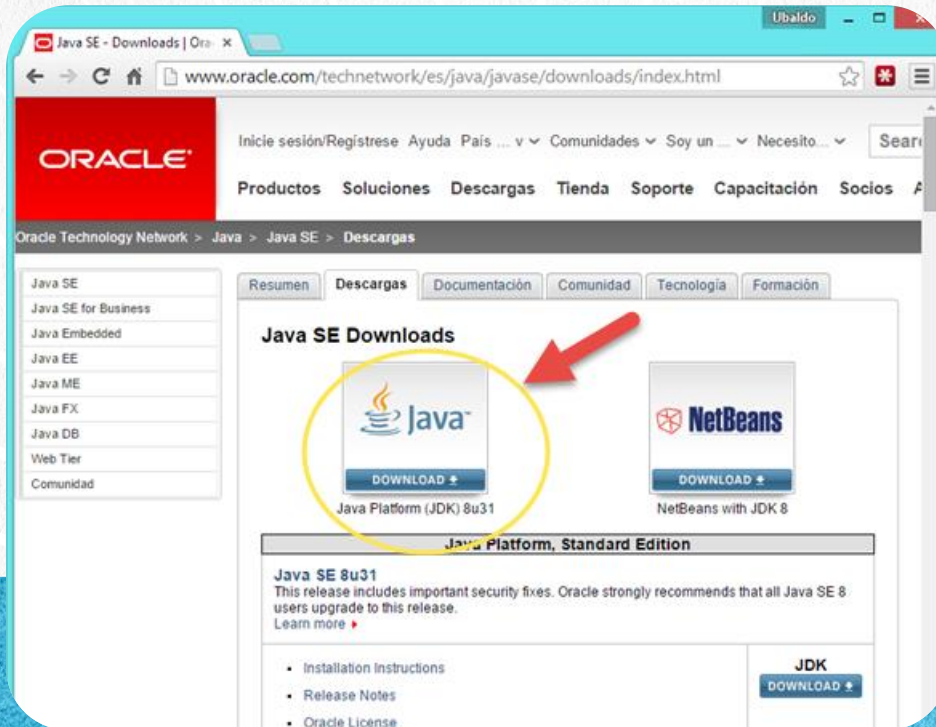 Ubaldo
Java SE - Downloads | Ora
www.oracle.com/technetwork/es/java/javase/downloads/index.html
ORACLE
Inicie sesión/Regístrese Ayuda País ... v Comunidades Soy un ... Necesito...
Productos Soluciones Descargas Tienda Soporte Capacitación Socios
Oracle Technology Network > Java > Java SE > Descargas
Java SE
Java SE for Business
Java Embedded
Java EE
Java ME
Java FX
Java DB
Web Tier
Comunidad
Resumen Descargas Documentación Comunidad Tecnología Formación
Java SE Downloads
Java
DOWNLOAD
Java Platform (JDK) 8u31
NetBeans
DOWNLOAD
NetBeans with JDK 8
Java Platform, Standard Edition
Java SE 8u31
This release includes important security fixes. Oracle strongly recommends that all Java SE 8
users upgrade to this release.
Learn more
Installation Instructions
Release Notes
Oracle License
JDK
DOWNLOAD